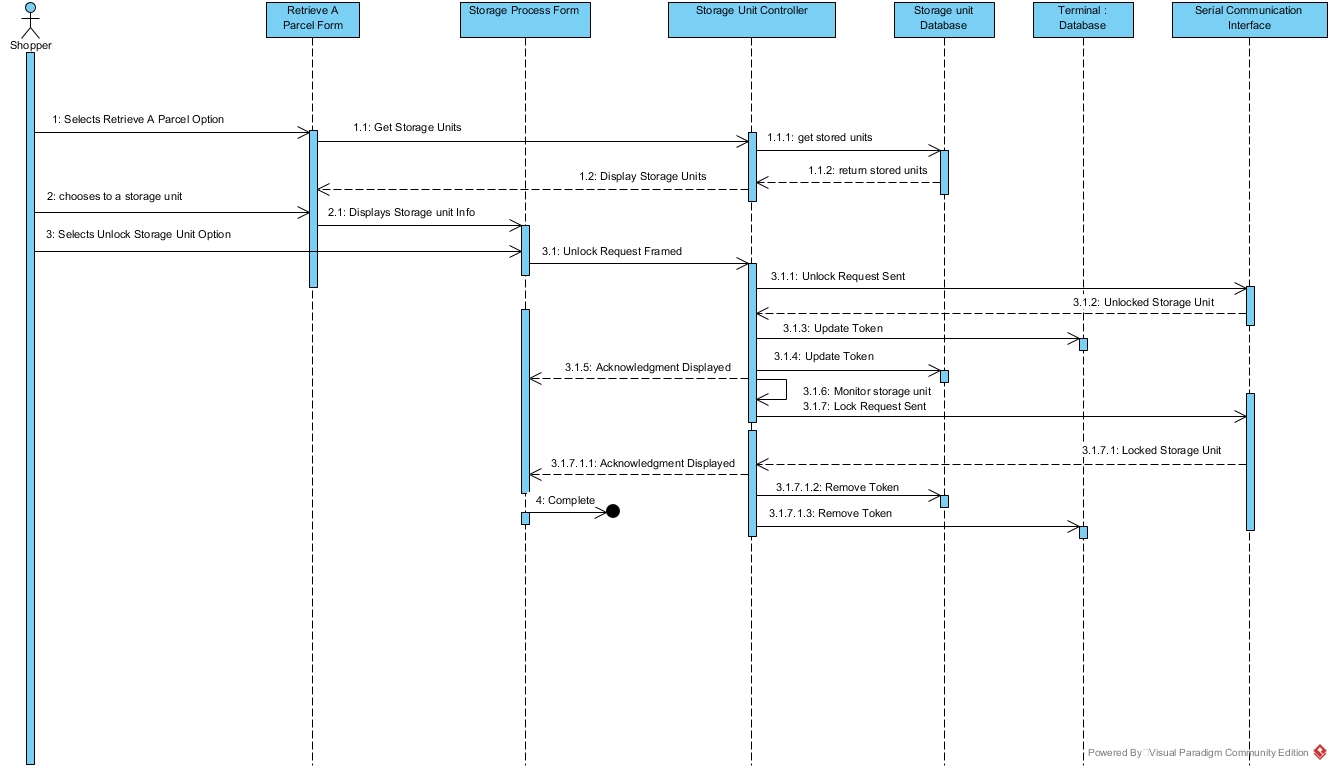 Shopper
Retrieve A
Parcel Form
Storage Process Form
Storage Unit Controller
Storage unit
Database
Terminal :
Database
Serial Communication
Interface
1: Selects Retrieve A Parcel Option
1.1: Get Storage Units
1.1.1: get stored units
1.1.2: return stored units
1.2: Display Storage Units
2: chooses to a storage unit
2.1: Displays Storage unit Info
3: Selects Unlock Storage Unit Option
3.1: Unlock Request Framed
3.1.1: Unlock Request Sent
3.1.2: Unlocked Storage Unit
3.1.3: Update Token
3.1.4: Update Token
3.1.5: Acknowledgment Displayed
3.1.6: Monitor storage unit
3.1.7: Lock Request Sent
3.1.7.1: Locked Storage Unit
3.1.7.1.1: Acknowledgment Displayed
3.1.7.1.2: Remove Token
4: Complete
3.1.7.1.3: Remove Token
Powered By Visual Paradigm Community Edition